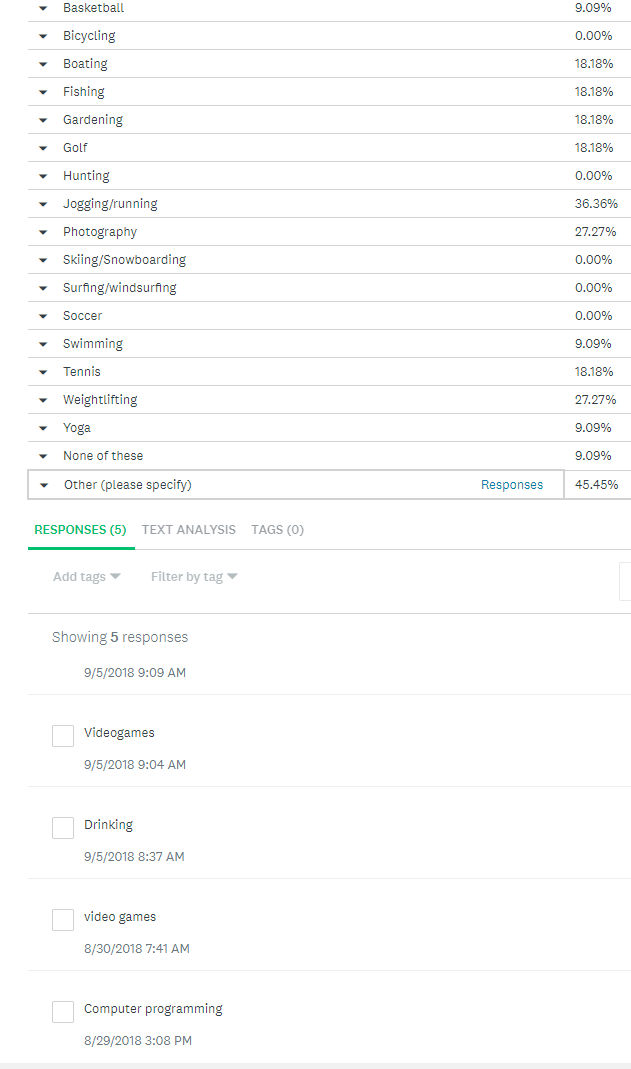 Basketball 9.09%
Bicycling 0.00%
Boating 18.18%
Fishing 18.18%
Gardening 18.18%
Golf 18.18%
Hunting 0.00%
Jogging/running 36.36%
Photography 27.27%
Skiing/Snowboarding 0.00%
Surfing/windsurfing 0.00%
Soccer 0.00%
Swimming 9.09%
Tennis 18.18%
Weightlifting 27.27%
Yoga 9.09%
None of these 9.09%
Other (please specify) Responses 45.45%
RESPONSES (5) TEXT ANALYSIS TAGS (0)
Add tags Filter by tag
Showing 5 responses
9/5/2018 9:09 AM
Videogames
9/5/2018 9:04 AM
Drinking
9/5/2018 8:37 AM
video games
8/30/2018 7:41 AM
Computer programming
8/29/2018 3:08 PM